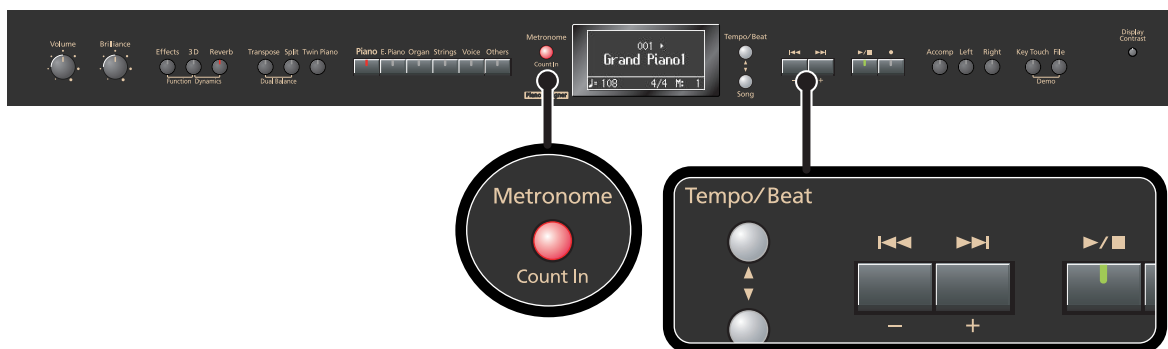 Volume
Brilliance
Effects 3D Reverb
Function Dynamics
Transpose Split Twin Piano
Dual Balance
Piano E. Piano Organ Strings Voice Others
Metronome
Count In
001
Grand Piano1
♩= 108 4/4 M: 1
Tempo/Beat
Song
− +
Accomp Left Right
Key Touch File
Demo
Display
Contrast
Metronome
Count In
Tempo/Beat
− +